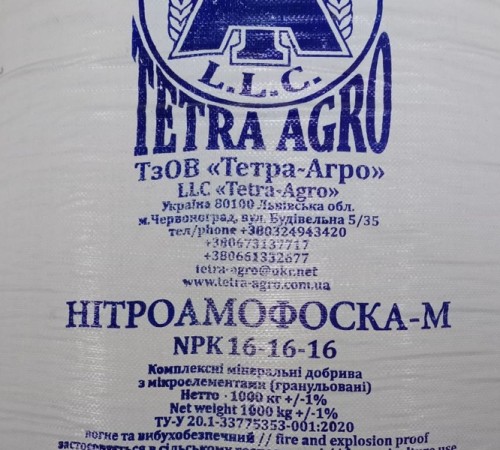 L.L.C.
TETRA AGRO
ТзОВ «Тетра-Агро»
LLC «Tetra-Agro»
Україна 80100 Львівська обл.
м.Червоноград, вул. Будівельна 5/35
тел/phone +380324943420
+380673137717
+380661332677
tetra-agro@ukr.net
www.tetra-agro.com.ua
НІТРОАМОФОСКА-М
NPK 16-16-16
Комплексні мінеральні добрива
з мікроелементами (гранульовані)
Нетто - 1000 кг +/-1%
Net weight 1000 kg +/-1%
ТУ-У 20.1-33775353-001:2020
вогне та вибухобезпечний // fire and explosion proof
застосовується в сільському